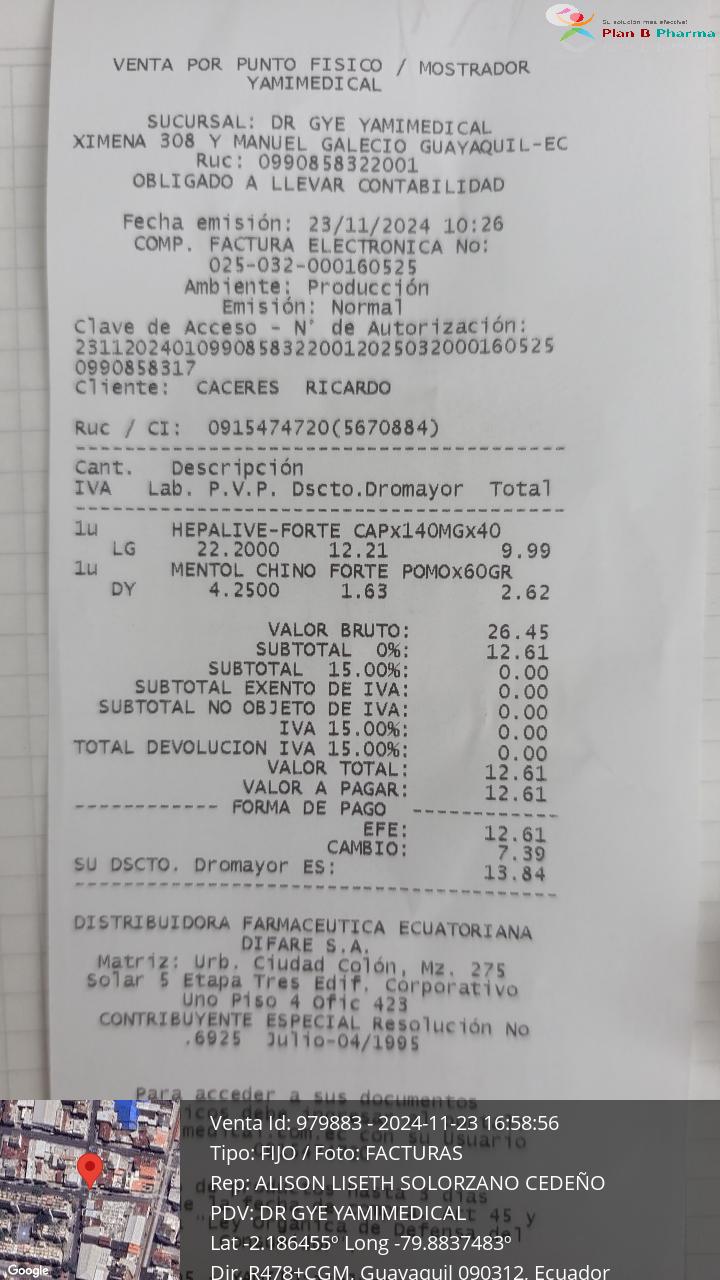 Su solución mas efectiva!
Plan B Pharma
VENTA POR PUNTO FISICO / MOSTRADOR
YAMIMEDICAL
SUCURSAL: DR GYE YAMIMEDICAL
XIMENA 308 Y MANUEL GALECIO GUAYAQUIL-EC
Ruc: 0990858322001
OBLIGADO A LLEVAR CONTABILIDAD
Fecha emisión: 23/11/2024 10:26
COMP. FACTURA ELECTRONICA No:
025-032-000160525
Ambiente: Producción
Emisión: Normal
Clave de Acceso - N° de Autorización:
231120240109908583220012025032000160525
0990858317
Cliente: CACERES RICARDO
Ruc / CI: 0915474720(5670884)
Cant. Descripción
IVA Lab. P.V.P. Dscto.Dromayor Total
1u HEPALIVE-FORTE CAPx140MGx40
LG 22.2000 12.21 9.99
1u MENTOL CHINO FORTE POMOx60GR
DY 4.2500 1.63 2.62
VALOR BRUTO: 26.45
SUBTOTAL 0%: 12.61
SUBTOTAL 15.00%: 0.00
SUBTOTAL EXENTO DE IVA: 0.00
SUBTOTAL NO OBJETO DE IVA: 0.00
IVA 15.00%: 0.00
TOTAL DEVOLUCION IVA 15.00%: 0.00
VALOR TOTAL: 12.61
VALOR A PAGAR: 12.61
------------ FORMA DE PAGO ------------
EFE: 12.61
CAMBIO: 7.39
SU DSCTO. Dromayor ES: 13.84
DISTRIBUIDORA FARMACEUTICA ECUATORIANA
DIFARE S.A.
Matriz: Urb. Ciudad Colón, Mz. 275
Solar 5 Etapa Tres Edif. Corporativo
Uno Piso 4 Ofic 423
CONTRIBUYENTE ESPECIAL Resolución No
.6925 Julio-04/1995
Para acceder a sus documentos
Venta Id: 979883 - 2024-11-23 16:58:56
Tipo: FIJO / Foto: FACTURAS
Rep: ALISON LISETH SOLORZANO CEDEÑO
PDV: DR GYE YAMIMEDICAL
Lat -2.186455º Long -79.8837483º
Dir. R478+CGM, Guayaquil 090312, Ecuador
Google